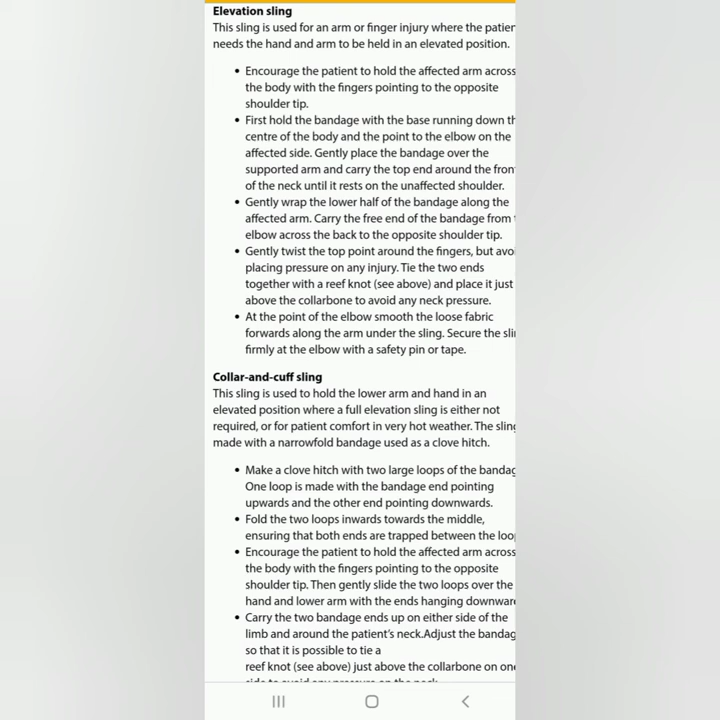 Elevation sling
This sling is used for an arm or finger injury where the
needs the hand and arm to be held in an elevated position.
• Encourage the patient to hold the affected arm across
the body with the fingers pointing to the opposite
shoulder tip.
• First hold the bandage with the base running down
centre of the body and the point to the elbow on the
affected side. Gently place the bandage over the
supported arm and carry the top end around the
of the neck until it rests on the unaffected shoulder.
• Gently wrap the lower half of the bandage along the
affected arm. Carry the free end of the bandage from
elbow across the back to the opposite shoulder tip.
• Gently twist the top point around the fingers, but
placing pressure on any injury. Tie the two ends
together with a reef knot (see above) and place it just
above the collarbone to avoid any neck pressure.
• At the point of the elbow smooth the loose fabric
forwards along the arm under the sling. Secure the
firmly at the elbow with a safety pin or tape.
Collar-and-cuff sling
This sling is used to hold the lower arm and hand in an
elevated position where a full elevation sling is either not
required, or for patient comfort in very hot weather. The
made with a narrowfold bandage used as a clove hitch.
• Make a clove hitch with two large loops of the
One loop is made with the bandage end pointing
upwards and the other end pointing downwards.
• Fold the two loops inwards towards the middle,
ensuring that both ends are trapped between the
• Encourage the patient to hold the affected arm across
the body with the fingers pointing to the opposite
shoulder tip. Then gently slide the two loops over the
hand and lower arm with the ends hanging
• Carry the two bandage ends up on either side of the
limb and around the patient's neck.Adjust the
so that it is possible to tie a
reef knot (see above) just above the collarbone on